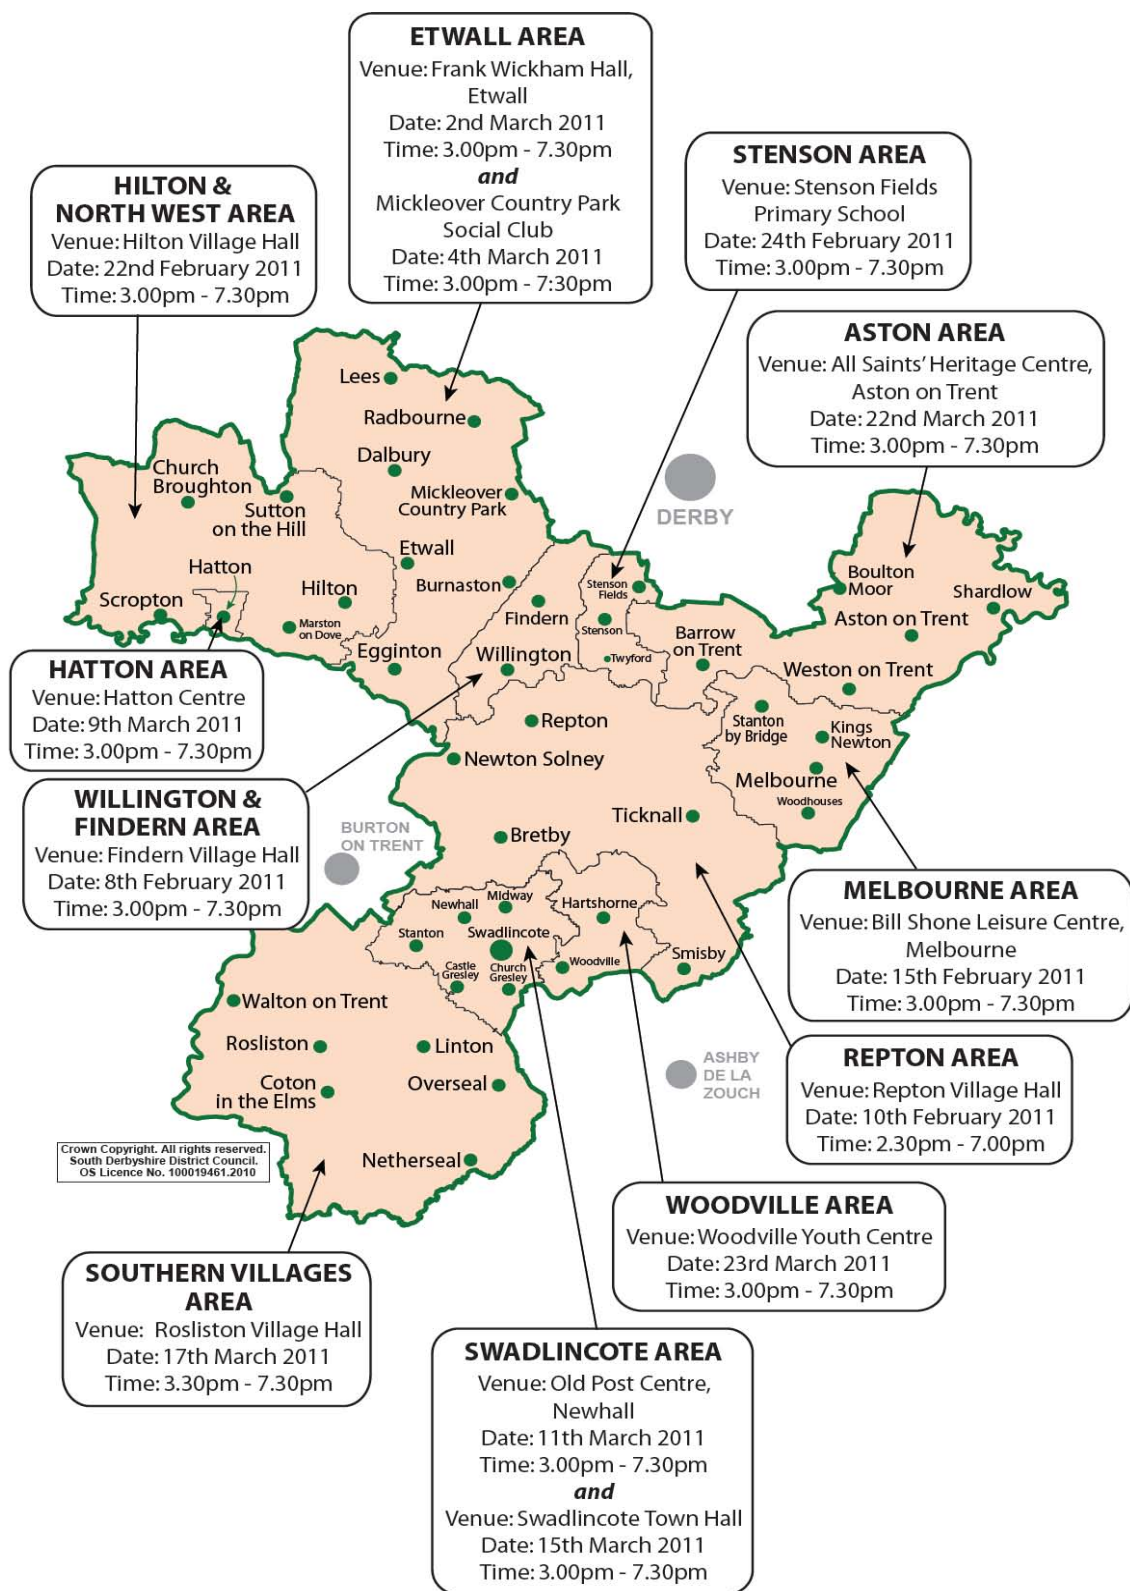 ETWALL AREA
Venue: Frank Wickham Hall,
Etwall
Date: 2nd March 2011
Time: 3.00pm - 7.30pm
and
Mickleover Country Park
Social Club
Date: 4th March 2011
Time: 3.00pm - 7:30pm
STENSON AREA
Venue: Stenson Fields
Primary School
Date: 24th February 2011
Time: 3.00pm - 7.30pm
HILTON &
NORTH WEST AREA
Venue: Hilton Village Hall
Date: 22nd February 2011
Time: 3.00pm - 7.30pm
ASTON AREA
Venue: All Saints' Heritage Centre,
Aston on Trent
Date: 22nd March 2011
Time: 3.00pm - 7.30pm
Lees
Radbourne
Dalbury
Church
Broughton
Mickleover
Country Park
Sutton
on the Hill
DERBY
Etwall
Hatton
Burnaston
Hilton
Scropton
Marston
on Dove
Findern
Stenson
Fields
Stenson
Twyford
Boulton
Moor
Shardlow
Aston on Trent
Barrow
on Trent
Weston on Trent
Egginton
Willington
HATTON AREA
Venue: Hatton Centre
Date: 9th March 2011
Time: 3.00pm - 7.30pm
Repton
Stanton
by Bridge
Kings
Newton
Newton Solney
Melbourne
Woodhouses
Ticknall
Bretby
WILLINGTON &
FINDERN AREA
Venue: Findern Village Hall
Date: 8th February 2011
Time: 3.00pm - 7.30pm
BURTON
ON TRENT
MELBOURNE AREA
Venue: Bill Shone Leisure Centre,
Melbourne
Date: 15th February 2011
Time: 3.00pm - 7.30pm
Midway
Newhall
Hartshorne
Stanton
Swadlincote
Castle
Gresley
Church
Gresley
Woodville
Smisby
Walton on Trent
Rosliston
Linton
Coton
in the Elms
Overseal
Netherseal
ASHBY
DE LA
ZOUCH
REPTON AREA
Venue: Repton Village Hall
Date: 10th February 2011
Time: 2.30pm - 7.00pm
Crown Copyright. All rights reserved.
South Derbyshire District Council.
OS Licence No. 100019461.2010
WOODVILLE AREA
Venue: Woodville Youth Centre
Date: 23rd March 2011
Time: 3.00pm - 7.30pm
SOUTHERN VILLAGES
AREA
Venue: Rosliston Village Hall
Date: 17th March 2011
Time: 3.30pm - 7.30pm
SWADLINCOTE AREA
Venue: Old Post Centre,
Newhall
Date: 11th March 2011
Time: 3.00pm - 7.30pm
and
Venue: Swadlincote Town Hall
Date: 15th March 2011
Time: 3.00pm - 7.30pm